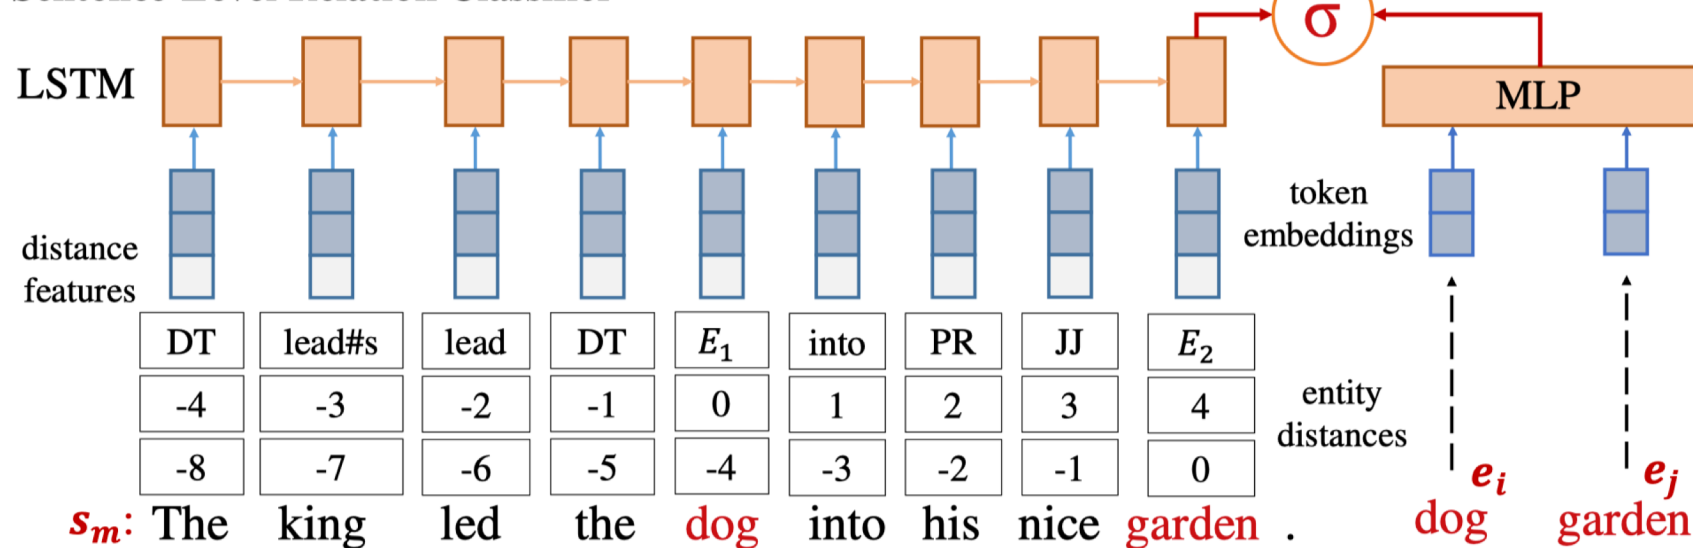 σ
LSTM
MLP
token
embeddings
distance
features
DT lead#s lead DT E₁ into PR JJ E₂
-4 -3 -2 -1 0 1 2 3 4
entity
distances
-8 -7 -6 -5 -4 -3 -2 -1 0
eᵢ eⱼ
sₘ: The king led the dog into his nice garden . dog garden